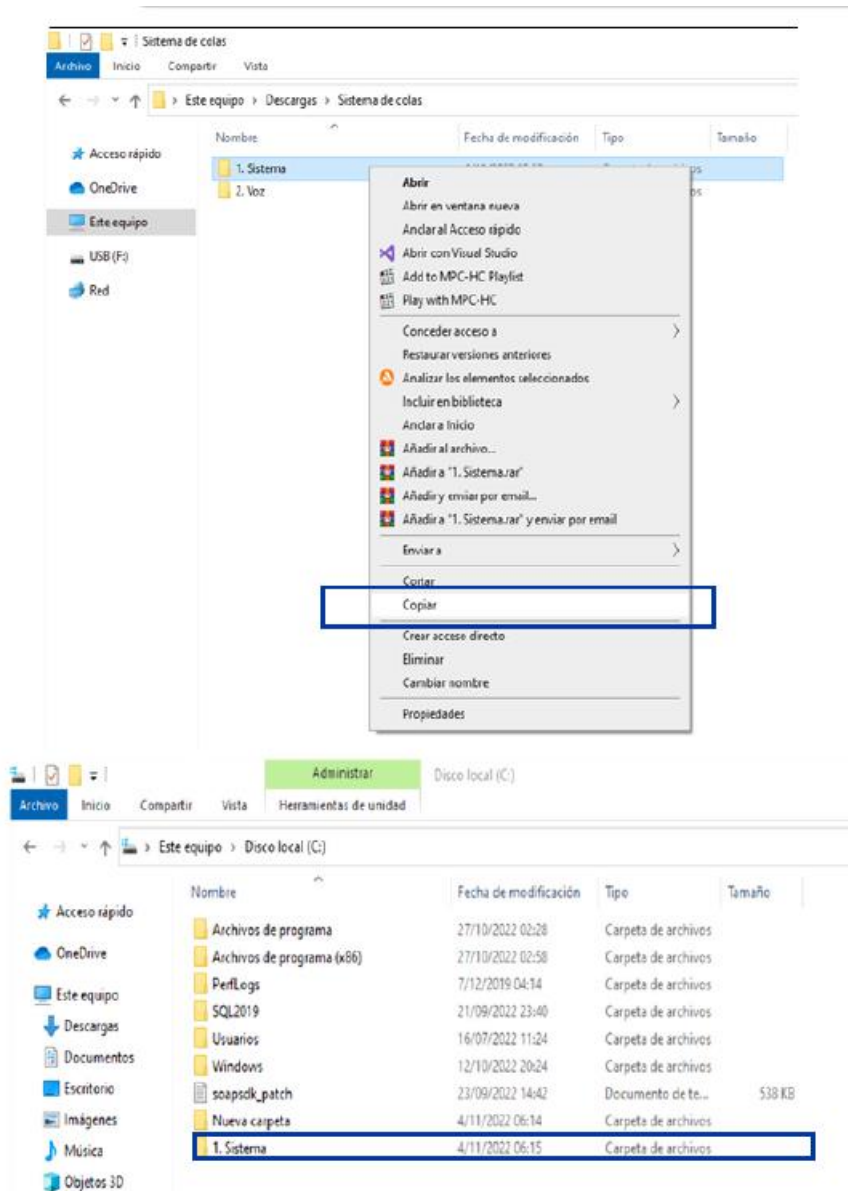 Sistema de colas
Archivo Inicio Compartir Vista
Este equipo > Descargas > Sistema de colas
Nombre Fecha de modificación Tipo Tamaño
Acceso rápido
OneDrive
Este equipo
USB (F:)
Red
1. Sistema
2. Voz
Abrir
Abrir en ventana nueva
Anclar al Acceso rápido
Abrir con Visual Studio
Add to MPC-HC Playlist
Play with MPC-HC
Conceder acceso a
Restaurar versiones anteriores
Analizar los elementos seleccionados
Incluir en biblioteca
Anclar a Inicio
Añadir al archivo...
Añadir a "1. Sistema.rar"
Añadir y enviar por email...
Añadir a "1. Sistema.rar" y enviar por email
Enviar a
Cortar
Copiar
Crear acceso directo
Eliminar
Cambiar nombre
Propiedades
Administrar Disco local (C:)
Archivo Inicio Compartir Vista Herramientas de unidad
Este equipo > Disco local (C:)
Nombre Fecha de modificación Tipo Tamaño
Acceso rápido
OneDrive
Este equipo
Descargas
Documentos
Escritorio
Imágenes
Música
Objetos 3D
Archivos de programa 27/10/2022 02:28 Carpeta de archivos
Archivos de programa (x86) 27/10/2022 02:58 Carpeta de archivos
PerfLogs 7/12/2019 04:14 Carpeta de archivos
SQL2019 21/09/2022 23:40 Carpeta de archivos
Usuarios 16/07/2022 11:24 Carpeta de archivos
Windows 12/10/2022 20:24 Carpeta de archivos
soapsdk_patch 23/09/2022 14:42 Documento de te... 538 KB
Nueva carpeta 4/11/2022 06:14 Carpeta de archivos
1. Sistema 4/11/2022 06:15 Carpeta de archivos